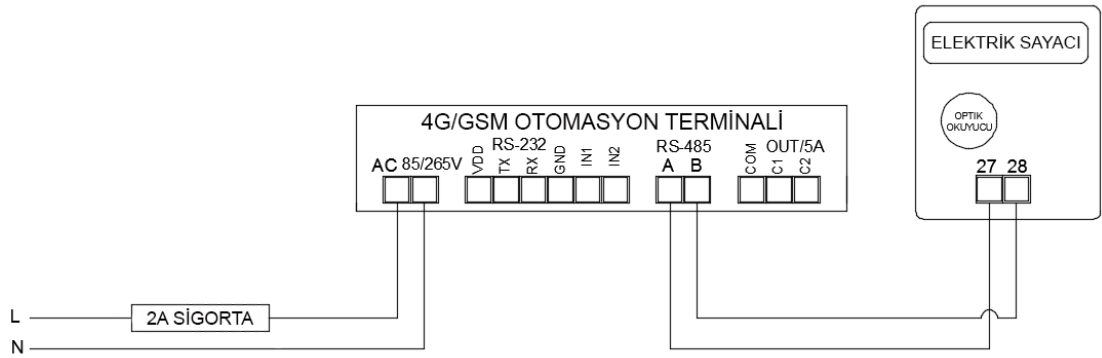 ELEKTRİK SAYACI
OPTIK
OKUYUCU
27 28
4G/GSM OTOMASYON TERMİNALİ
RS-232
RS-485
OUT/5A
AC 85/265V
VDD
TX
RX
GND
IN1
IN2
A B
COM
C1
C2
L
2A SİGORTA
N